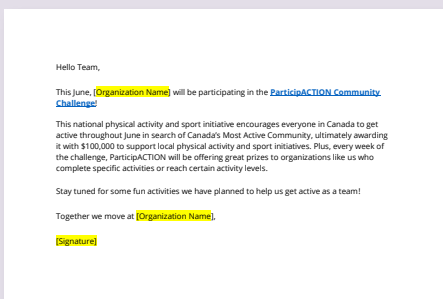 Hello Team,
This June, [Organization Name] will be participating in the ParticipACTION Community
Challenge!
This national physical activity and sport initiative encourages everyone in Canada to get
active throughout June in search of Canada's Most Active Community, ultimately awarding
it with $100,000 to support local physical activity and sport initiatives. Plus, every week of
the challenge, ParticipACTION will be offering great prizes to organizations like us who
complete specific activities or reach certain activity levels.
Stay tuned for some fun activities we have planned to help us get active as a team!
Together we move at [Organization Name],
[Signature]